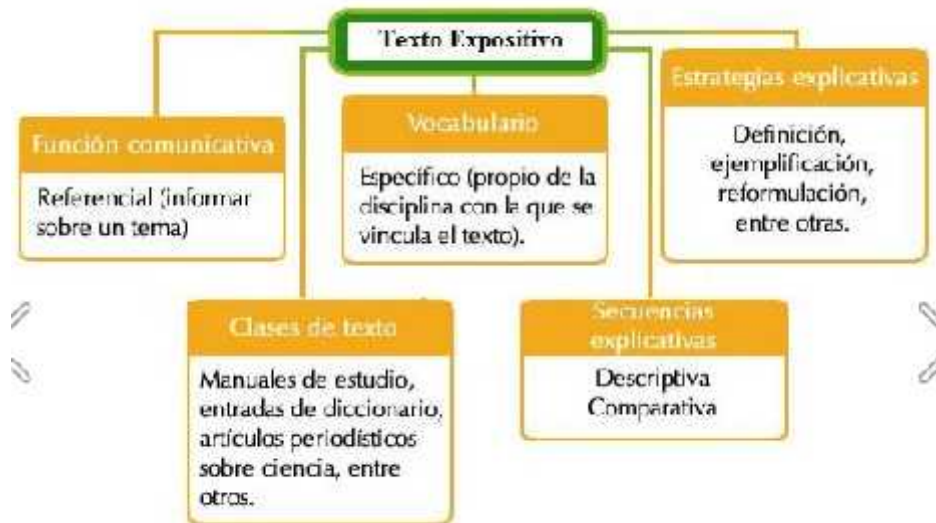 Texto Expositivo
Función comunicativa
Referencial (informar
sobre un tema)
Vocabulario
Específico (propio de la
disciplina con la que se
vincula el texto).
Estrategias explicativas
Definición,
ejemplificación,
reformulación,
entre otras.
Clases de texto
Manuales de estudio,
entradas de diccionario,
artículos periodísticos
sobre ciencia, entre
otros.
Secuencias
explicativas
Descriptiva
Comparativa